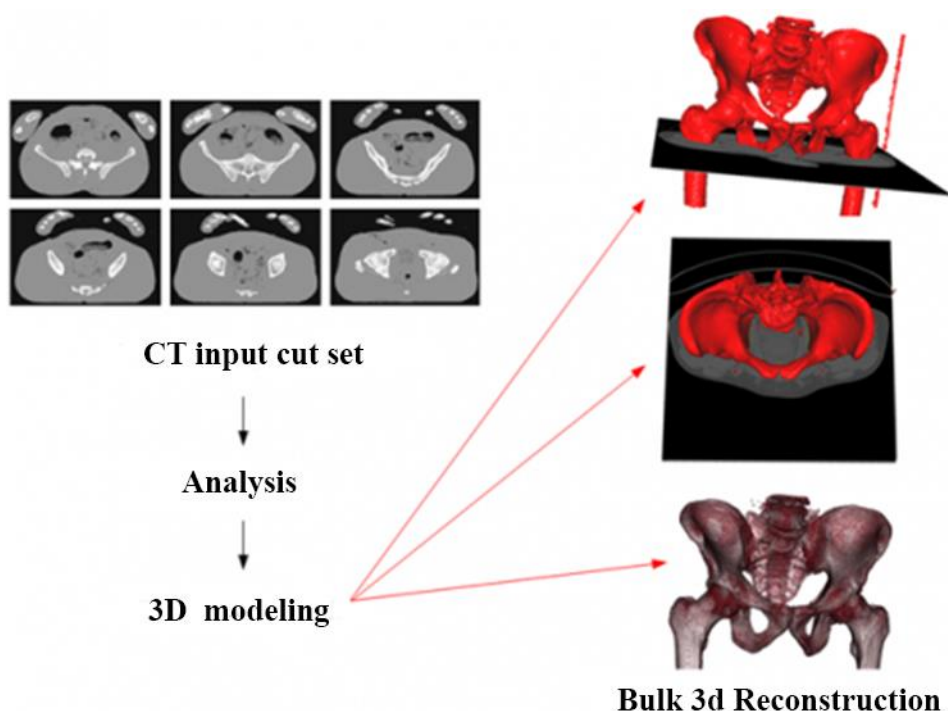 CT input cut set
Analysis
3D modeling
Bulk 3d Reconstruction